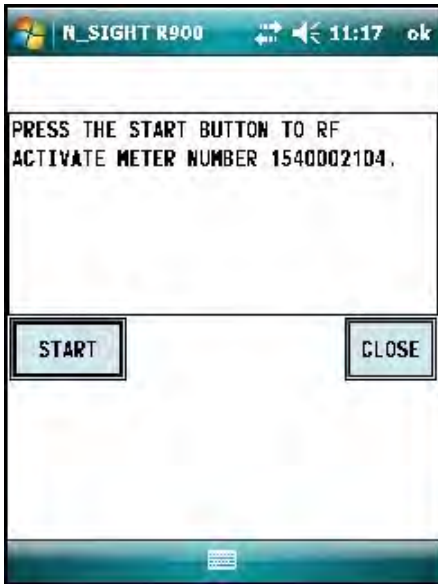 N_SIGHT R900 11:17 ok
PRESS THE START BUTTON TO RF
ACTIVATE METER NUMBER 1540002104.
START CLOSE